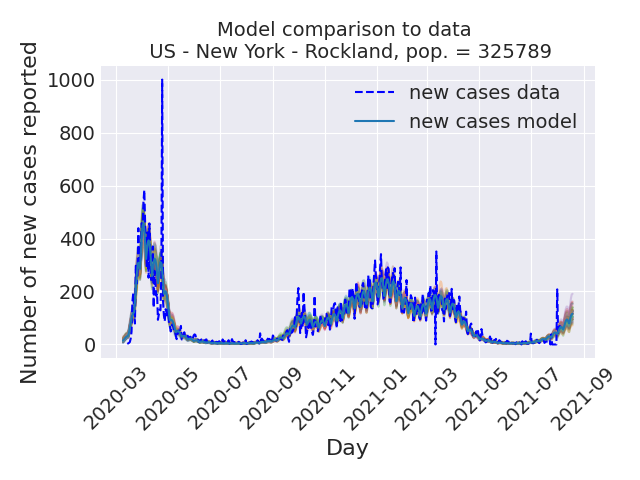 Model comparison to data
US - New York - Rockland, pop. = 325789
Number of new cases reported
1000
800
600
400
200
0
new cases data
new cases model
2020-03
2020-05
2020-07
2020-09
2020-11
2021-01
2021-03
2021-05
2021-07
2021-09
Day